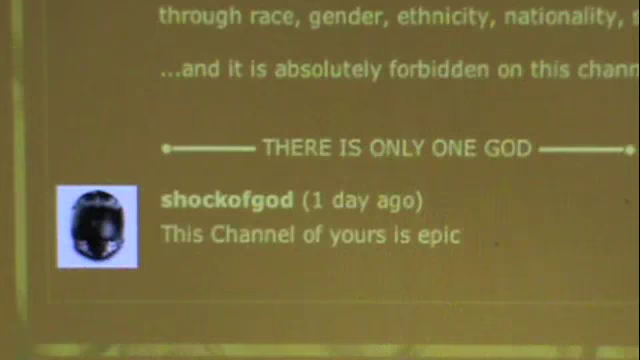 through race, gender, ethnicity, nationality,
...and it is absolutely forbidden on this
THERE IS ONLY ONE GOD
shockofgod (1 day ago)
This Channel of yours is epic